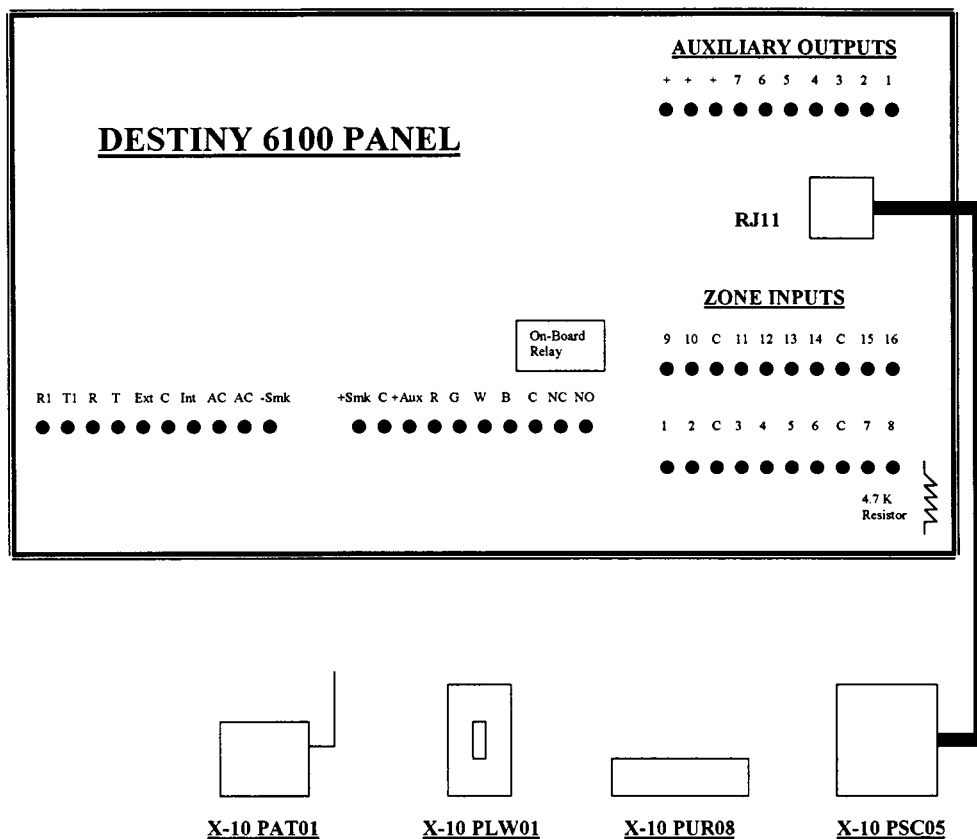 AUXILIARY OUTPUTS
+ + + 7 6 5 4 3 2 1
DESTINY 6100 PANEL
RJ11
ZONE INPUTS
On-Board
Relay
9 10 C 11 12 13 14 C 15 16
R1 T1 R T Ext C Int AC AC -Smk
+Smk C +Aux R G W B C NC NO
1 2 C 3 4 5 6 C 7 8
4.7 K
Resistor
X-10 PAT01
X-10 PLW01
X-10 PUR08
X-10 PSC05